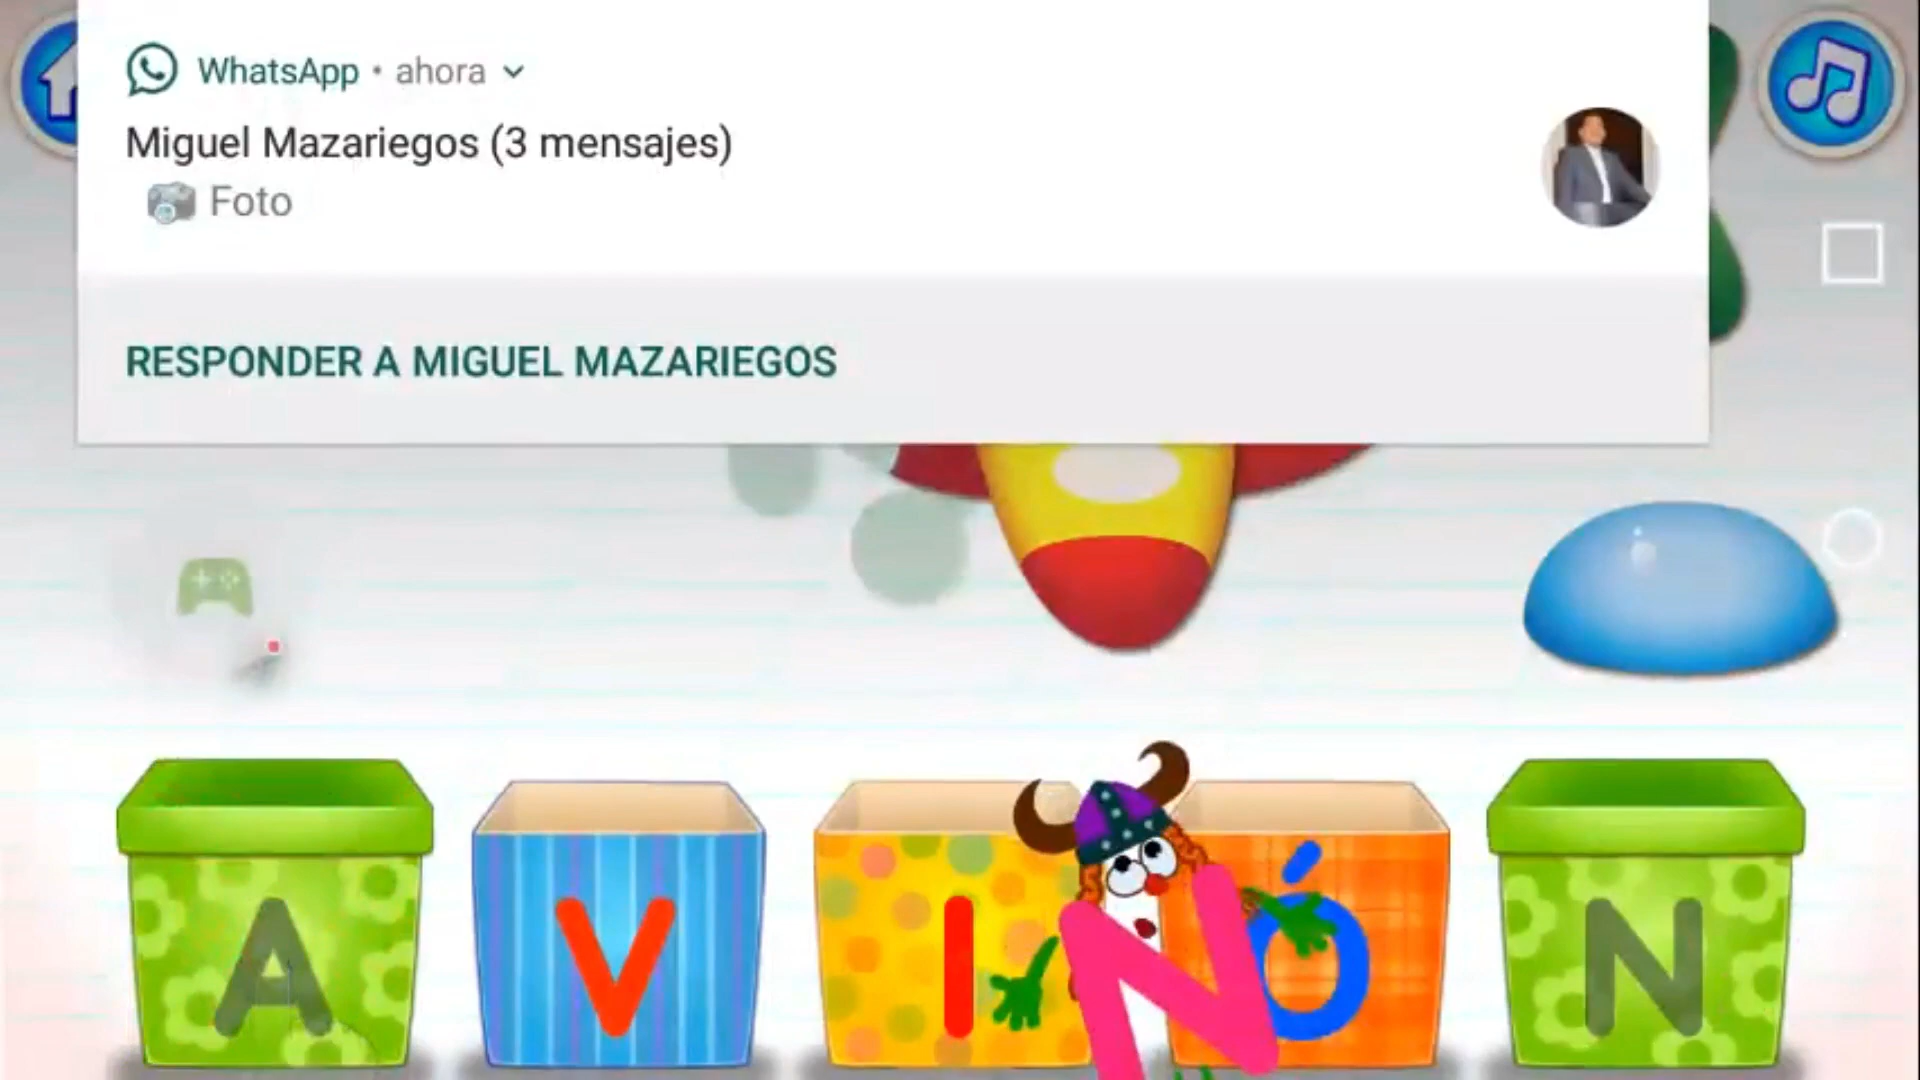 WhatsApp • ahora
Miguel Mazariegos (3 mensajes)
Foto
RESPONDER A MIGUEL MAZARIEGOS
A V I N Ó N